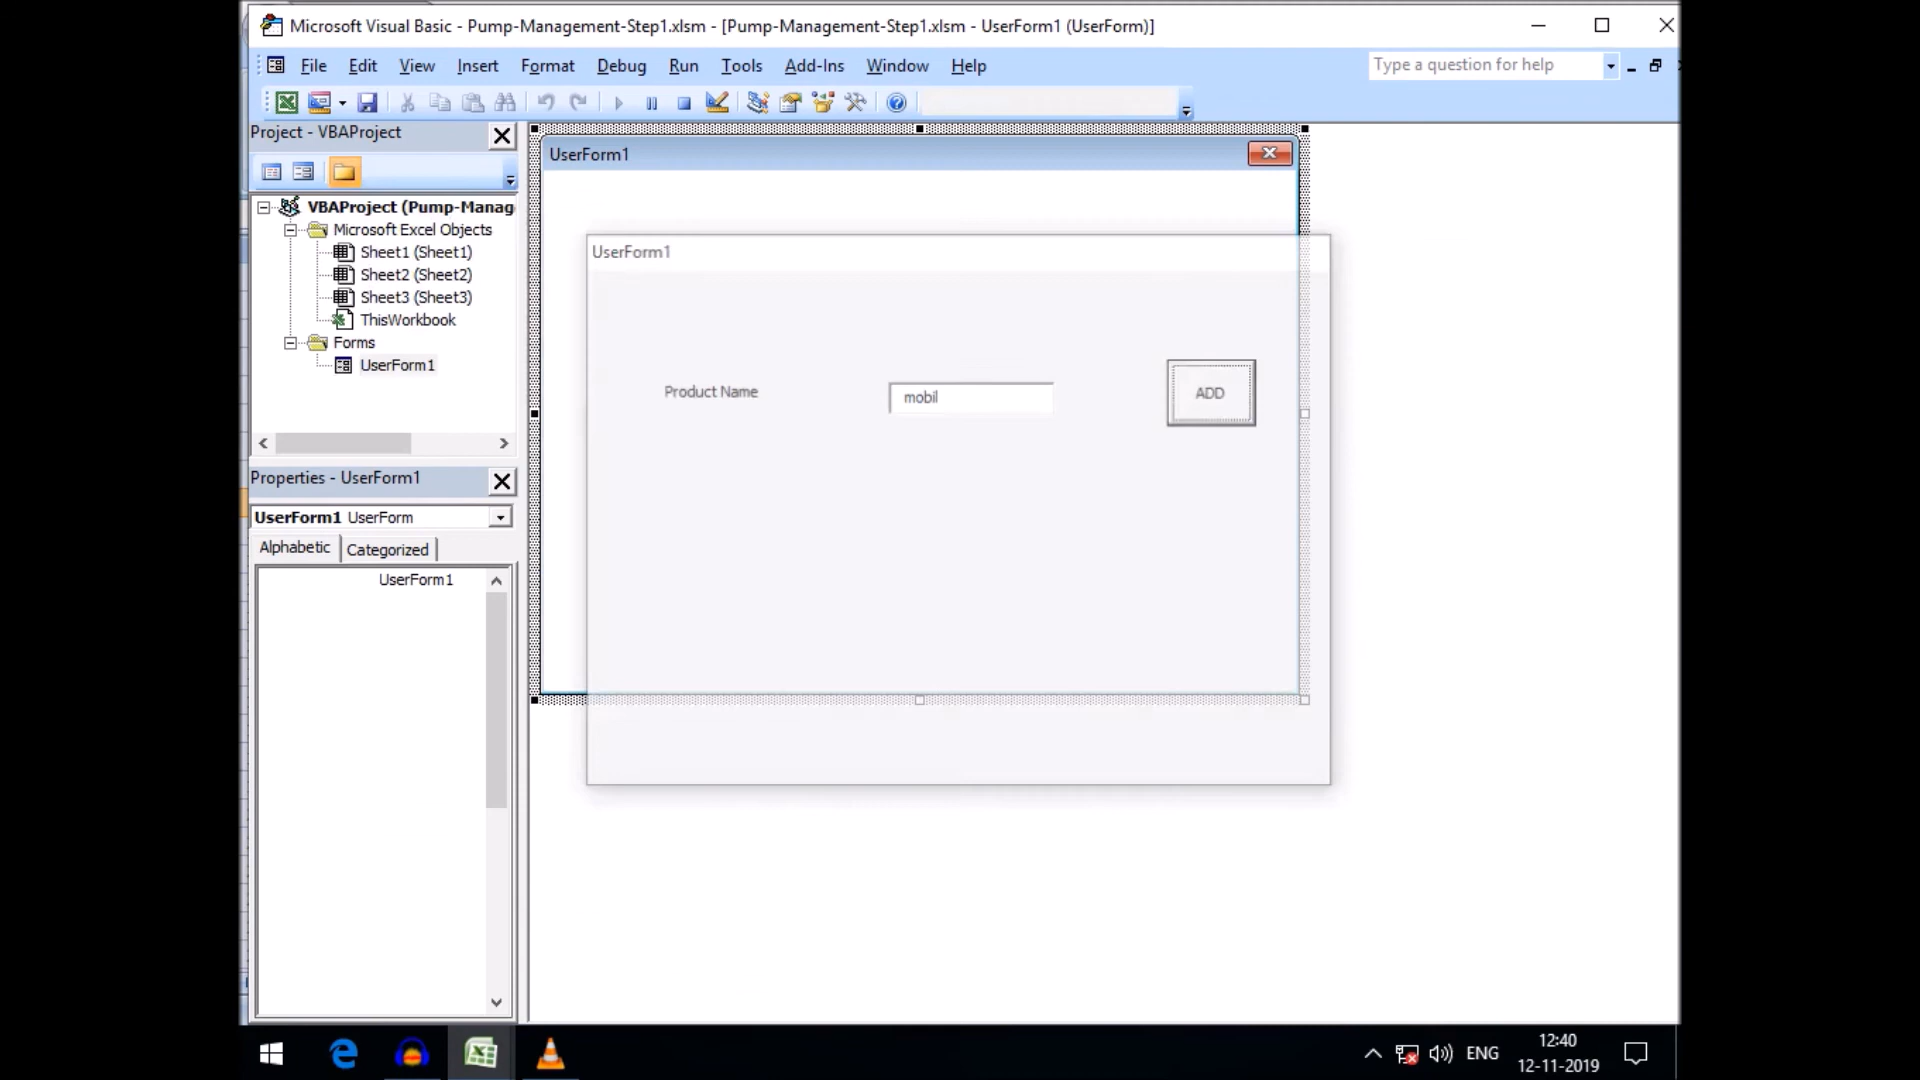 Microsoft Visual Basic - Pump-Management-Step1.xlsm - [Pump-Management-Step1.xlsm - UserForm1 (UserForm)]
File Edit View Insert Format Debug Run Tools Add-Ins Window Help
Type a question for help
Project - VBAProject
VBAProject (Pump-Manag
Microsoft Excel Objects
Sheet1 (Sheet1)
Sheet2 (Sheet2)
Sheet3 (Sheet3)
ThisWorkbook
Forms
UserForm1
Properties - UserForm1
UserForm1 UserForm
Alphabetic Categorized
UserForm1
UserForm1
UserForm1
Product Name
mobil
ADD
ENG
12:40
12-11-2019